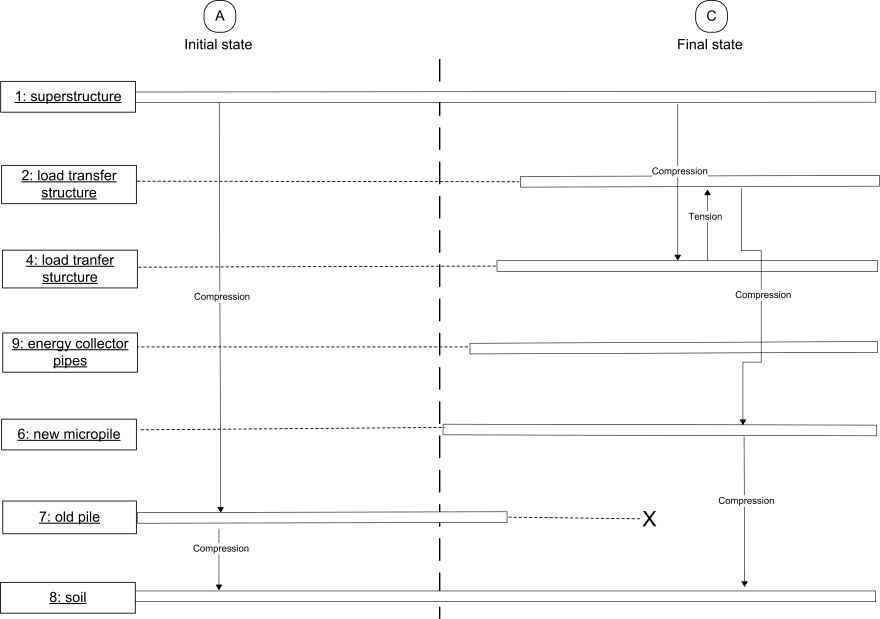 A
C
Initial state
Final state
1: superstructure
2: load transfer
structure
Compression
Tension
4: load tranfer
sturcture
Compression
Compression
9: energy collector
pipes
6: new micropile
Compression
7: old pile
X
Compression
8: soil